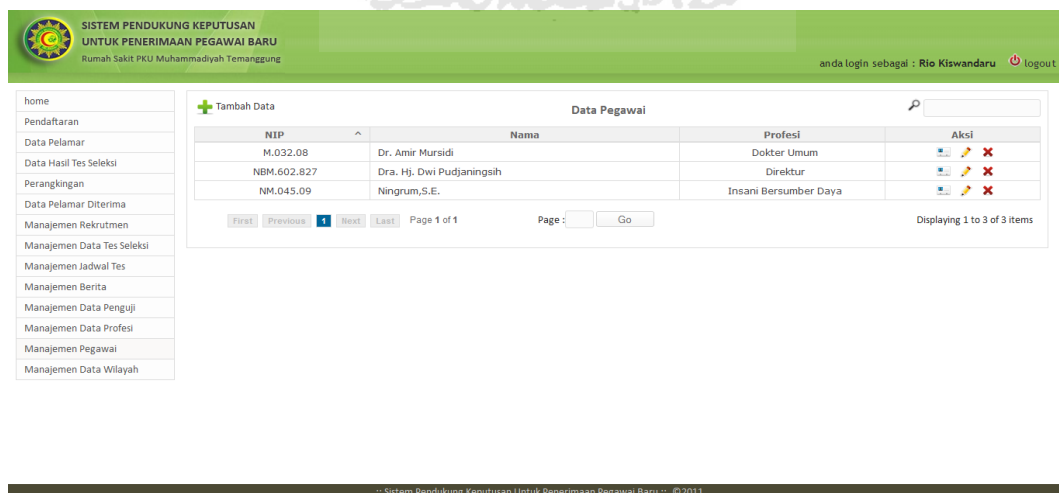 SISTEM PENDUKUNG KEPUTUSAN
UNTUK PENERIMAAN PEGAWAI BARU
Rumah Sakit PKU Muhammadiyah Temanggung
anda login sebagai : Rio Kiswandaru logout
home
Pendaftaran
Data Pelamar
Data Hasil Tes Seleksi
Perangkingan
Data Pelamar Diterima
Manajemen Rekrutmen
Manajemen Data Tes Seleksi
Manajemen Jadwal Tes
Manajemen Berita
Manajemen Data Penguji
Manajemen Data Profesi
Manajemen Pegawai
Manajemen Data Wilayah
Tambah Data
Data Pegawai
NIP Nama Profesi Aksi
M.032.08 Dr. Amir Mursidi Dokter Umum
NBM.602.827 Dra. Hj. Dwi Pudjaningsih Direktur
NM.045.09 Ningrum,S.E. Insani Bersumber Daya
First Previous 1 Next Last Page 1 of 1 Page : Go Displaying 1 to 3 of 3 items
:: Sistem Pendukung Keputusan Untuk Penerimaan Pegawai Baru :: ©2011